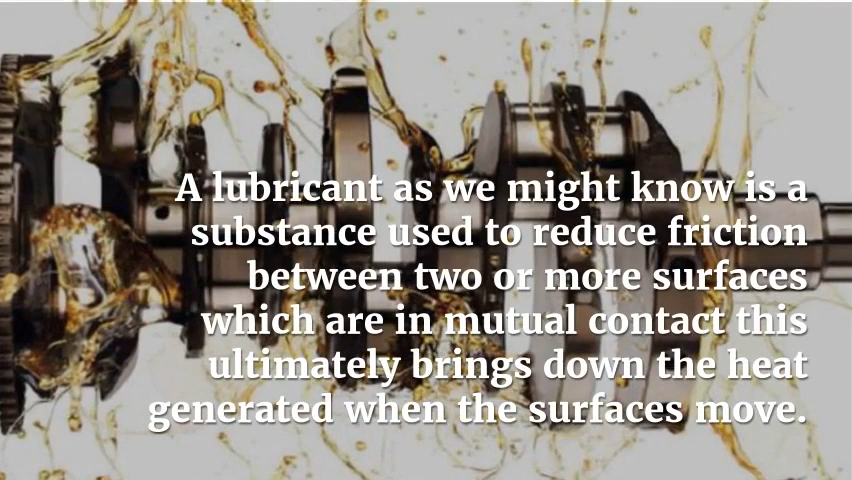 A lubricant as we might know is a
substance used to reduce friction
between two or more surfaces
which are in mutual contact this
ultimately brings down the heat
generated when the surfaces move.